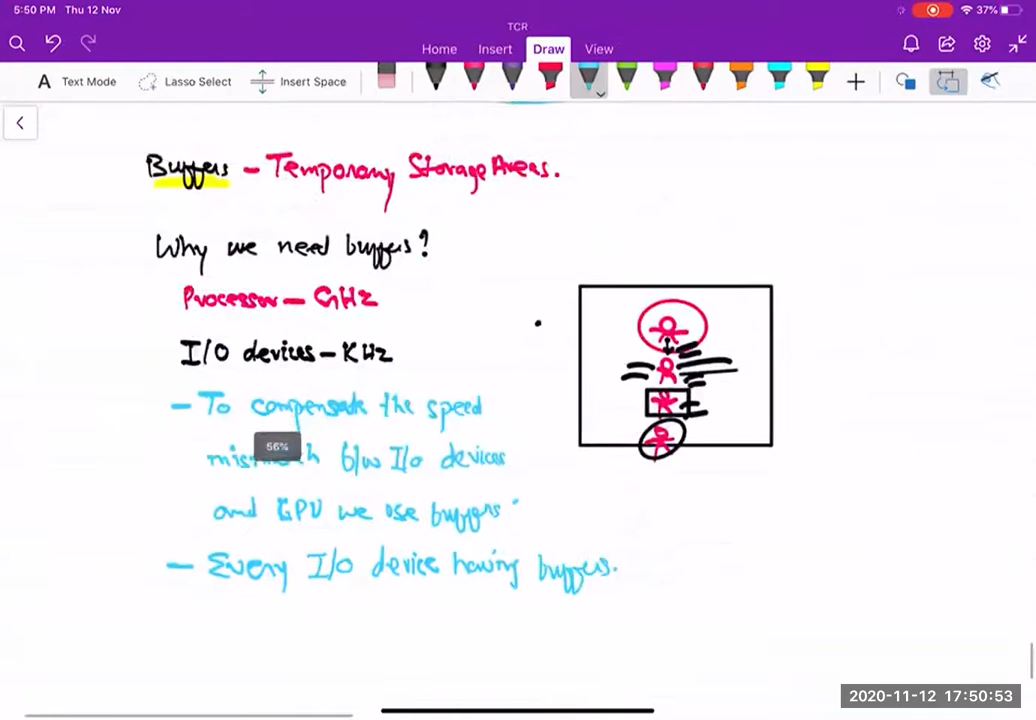 5:50 PM Thu 12 Nov
37%
TCR
Home Insert Draw View
A Text Mode Lasso Select Insert Space
Buffers - Temporary Storage Areas.
Why we need buffers?
Processor - GHz
I/O devices - KHz
- To compensate the speed
56%
b/w I/o devices
and CPU we use buffers
- Every I/O device having buffers.
2020-11-12 17:50:53